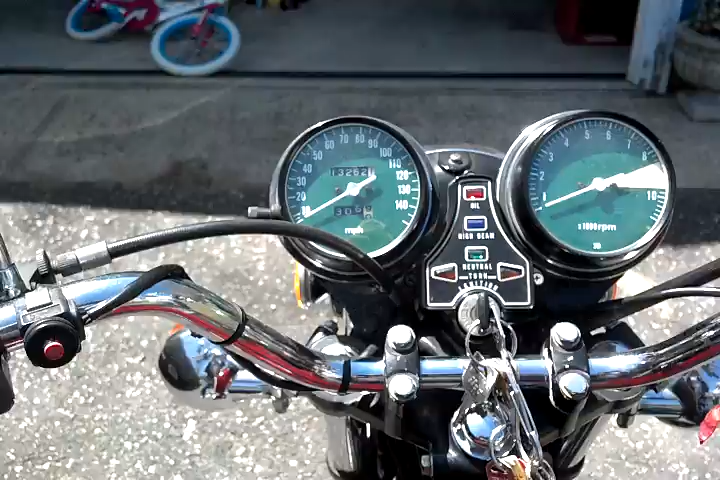 10 20 30 40 50 60 70 80 90 100 110 120 130 140
mph
1 2 3 4 5 6 7 8 10
x1000rpm
OIL
HIGH BEAM
NEUTRAL
TURN
IGNITION